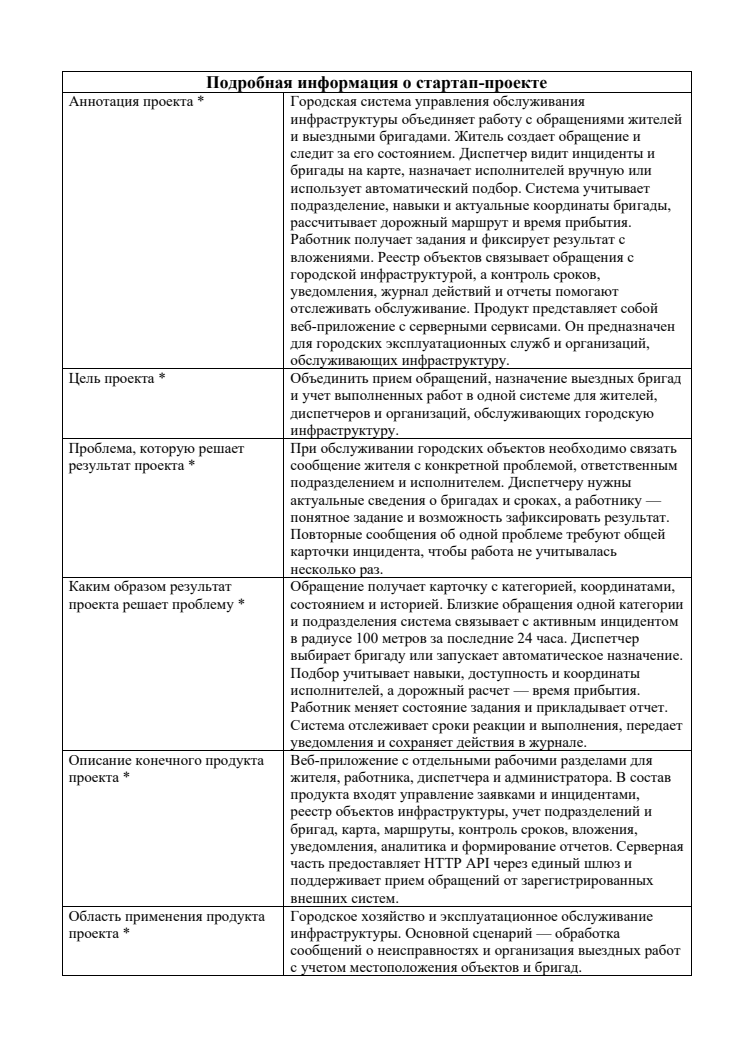 Подробная информация о стартап-проекте
Аннотация проекта *
Городская система управления обслуживания
инфраструктуры объединяет работу с обращениями жителей
и выездными бригадами. Житель создает обращение и
следит за его состоянием. Диспетчер видит инциденты и
бригады на карте, назначает исполнителей вручную или
использует автоматический подбор. Система учитывает
подразделение, навыки и актуальные координаты бригады,
рассчитывает дорожный маршрут и время прибытия.
Работник получает задания и фиксирует результат с
вложениями. Реестр объектов связывает обращения с
городской инфраструктурой, а контроль сроков,
уведомления, журнал действий и отчеты помогают
отслеживать обслуживание. Продукт представляет собой
веб-приложение с серверными сервисами. Он предназначен
для городских эксплуатационных служб и организаций,
обслуживающих инфраструктуру.
Цель проекта *
Объединить прием обращений, назначение выездных бригад
и учет выполненных работ в одной системе для жителей,
диспетчеров и организаций, обслуживающих городскую
инфраструктуру.
Проблема, которую решает
результат проекта *
При обслуживании городских объектов необходимо связать
сообщение жителя с конкретной проблемой, ответственным
подразделением и исполнителем. Диспетчеру нужны
актуальные сведения о бригадах и сроках, а работнику —
понятное задание и возможность зафиксировать результат.
Повторные сообщения об одной проблеме требуют общей
карточки инцидента, чтобы работа не учитывалась
несколько раз.
Каким образом результат
проекта решает проблему *
Обращение получает карточку с категорией, координатами,
состоянием и историей. Близкие обращения одной категории
и подразделения система связывает с активным инцидентом
в радиусе 100 метров за последние 24 часа. Диспетчер
выбирает бригаду или запускает автоматическое назначение.
Подбор учитывает навыки, доступность и координаты
исполнителей, а дорожный расчет — время прибытия.
Работник меняет состояние задания и прикладывает отчет.
Система отслеживает сроки реакции и выполнения, передает
уведомления и сохраняет действия в журнале.
Описание конечного продукта
проекта *
Веб-приложение с отдельными рабочими разделами для
жителя, работника, диспетчера и администратора. В состав
продукта входят управление заявками и инцидентами,
реестр объектов инфраструктуры, учет подразделений и
бригад, карта, маршруты, контроль сроков, вложения,
уведомления, аналитика и формирование отчетов. Серверная
часть предоставляет HTTP API через единый шлюз и
поддерживает прием обращений от зарегистрированных
внешних систем.
Область применения продукта
проекта *
Городское хозяйство и эксплуатационное обслуживание
инфраструктуры. Основной сценарий — обработка
сообщений о неисправностях и организация выездных работ
с учетом местоположения объектов и бригад.